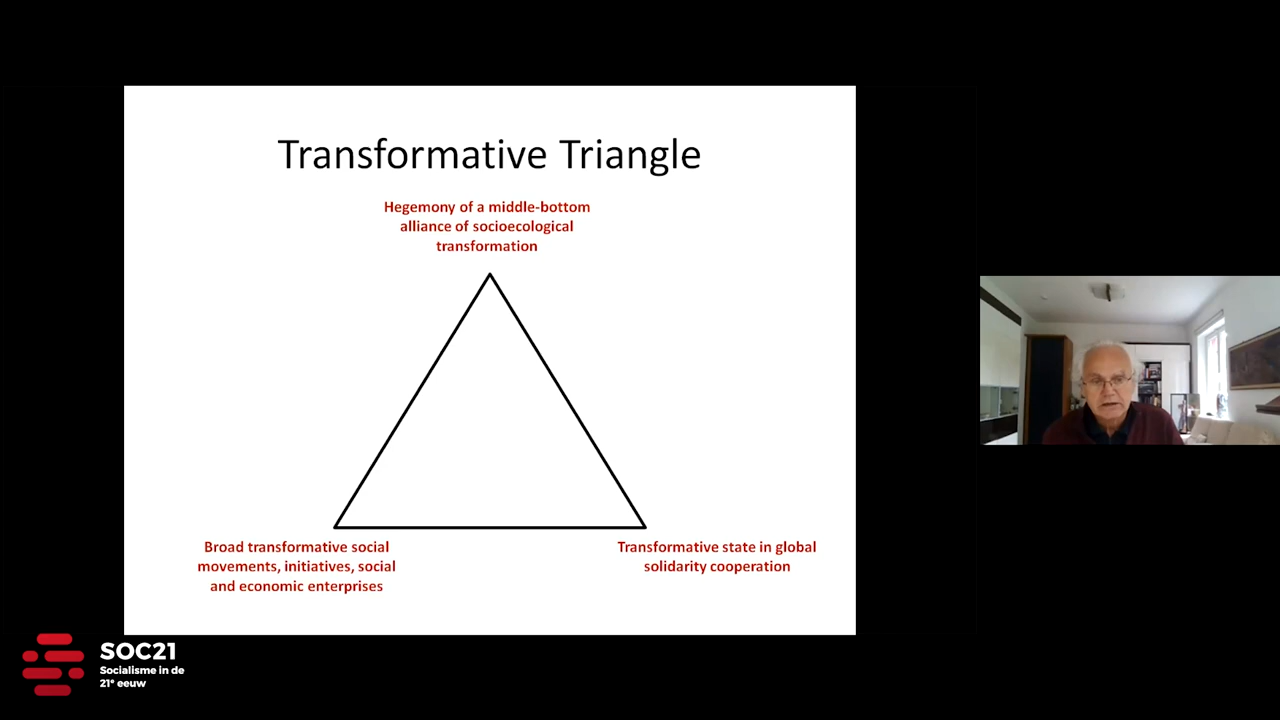 Transformative Triangle
Hegemony of a middle-bottom
alliance of socioecological
transformation
Broad transformative social
movements, initiatives, social
and economic enterprises
Transformative state in global
solidarity cooperation
SOC21
Socialisme in de
21e eeuw